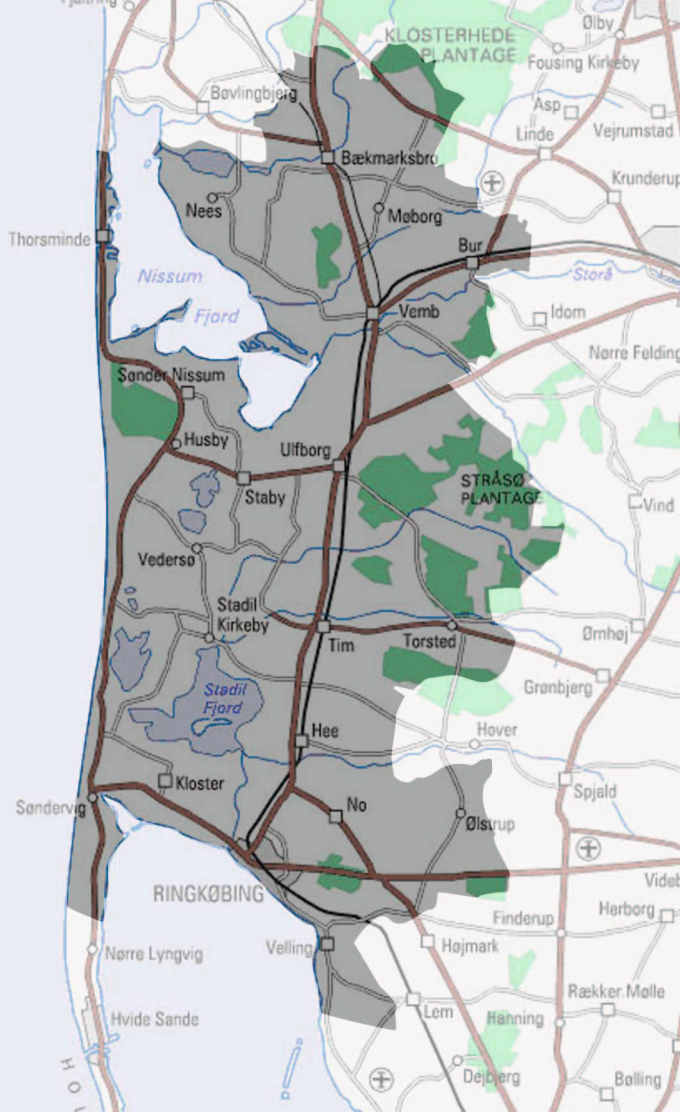 KLOSTERHEDE
PLANTAGE
Ølby
Fousing Kirkeby
Bøvlingbjerg
Asp
Vejrumstad
Linde
Bækmarksbro
Krunderup
Nees
Møborg
Thorsminde
Bur
Nissum
Fjord
Storå
Vemb
Idom
Nørre Felding
Sønder Nissum
Husby
Ulfborg
STRÅSØ
PLANTAGE
Staby
Vind
Vedersø
Stadil
Kirkeby
Tim
Torsted
Ørnhøj
Grønbjerg
Stadil
Fjord
Hee
Hover
Kloster
Spjald
Søndervig
No
Ølstrup
RINGKØBING
Videb
Herborg
Finderup
Velling
Højmark
Nørre Lyngvig
Rækker Mølle
Hvide Sande
Lem
Hanning
Dejbjerg
Bølling